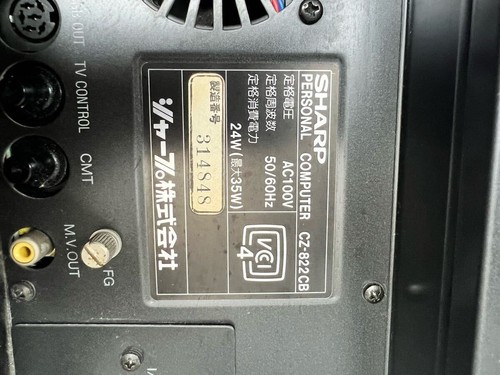 SHARP
PERSONAL COMPUTER CZ-822CB
定格電圧 AC100V
定格周波数 50/60Hz
定格消費電力 24W(最大35W)
製造番号 314848
シャープ株式会社
VCCI
4
OUT
TV CONTROL
CMT
M.V.OUT
FG